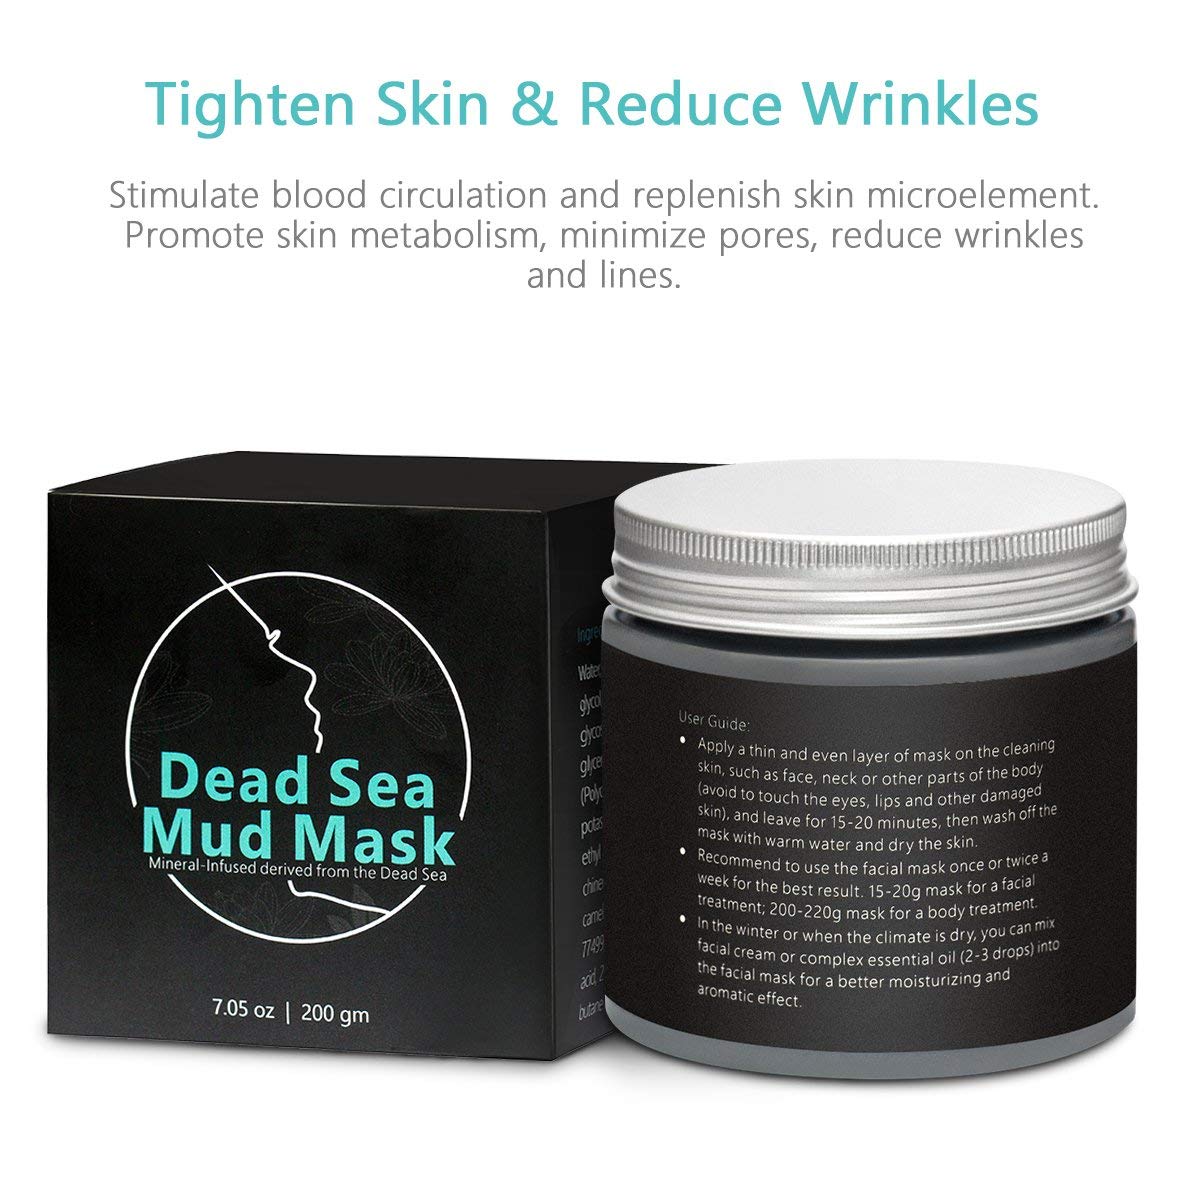 Tighten Skin & Reduce Wrinkles
Stimulate blood circulation and replenish skin microelement.
Promote skin metabolism, minimize pores, reduce wrinkles
and lines.
Dead Sea
Mud Mask
Mineral-Infused derived from the Dead Sea
7.05 oz | 200 gm
Water,
(Poly
77499
acid, 2
butane
User Guide:
• Apply a thin and even layer of mask on the cleaning
skin, such as face, neck or other parts of the body
(avoid to touch the eyes, lips and other damaged
skin), and leave for 15-20 minutes, then wash off the
mask with warm water and dry the skin.
• Recommend to use the facial mask once or twice a
week for the best result. 15-20g mask for a facial
treatment; 200-220g mask for a body treatment.
• In the winter or when the climate is dry, you can mix
facial cream or complex essential oil (2-3 drops) into
the facial mask for a better moisturizing and
aromatic effect.